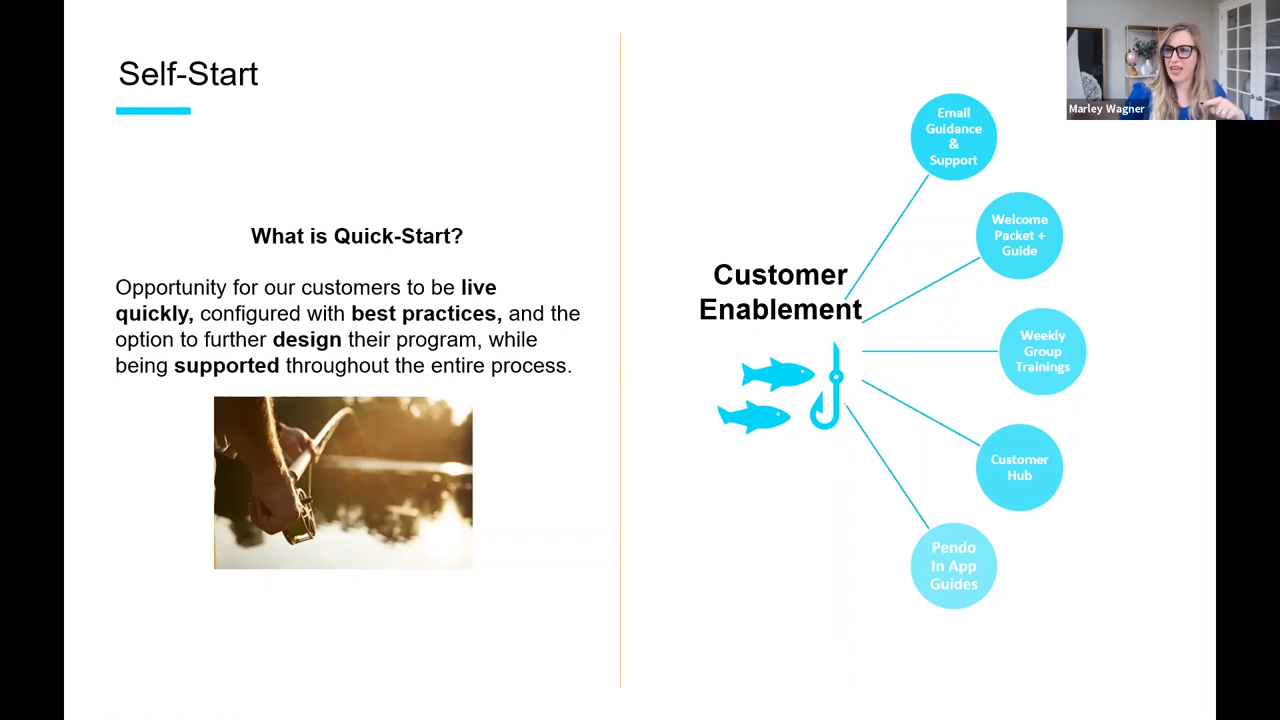 Self-Start
What is Quick-Start?
Opportunity for our customers to be live
quickly, configured with best practices, and the
option to further design their program, while
being supported throughout the entire process.
Customer
Enablement
Email
Guidance
&
Support
Welcome
Packet +
Guide
Weekly
Group
Trainings
Customer
Hub
Pendo
In App
Guides
Marley Wagner